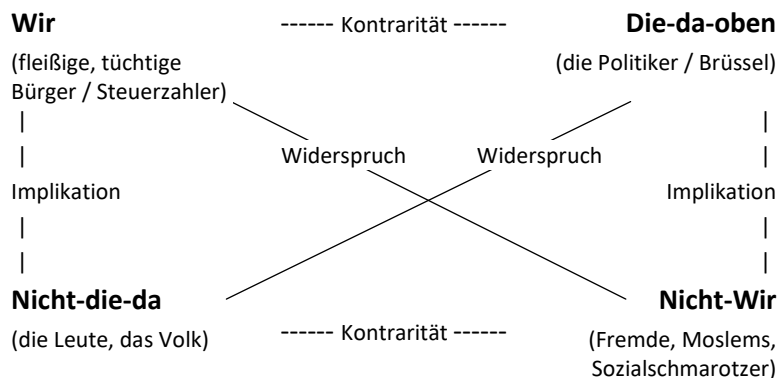 Wir ------ Kontrarität ------ Die-da-oben
(fleißige, tüchtige (die Politiker / Brüssel)
Bürger / Steuerzahler)
| |
| Widerspruch Widerspruch |
Implikation Implikation
| |
| |
Nicht-die-da Nicht-Wir
(die Leute, das Volk) ------ Kontrarität ------ (Fremde, Moslems,
Sozialschmarotzer)